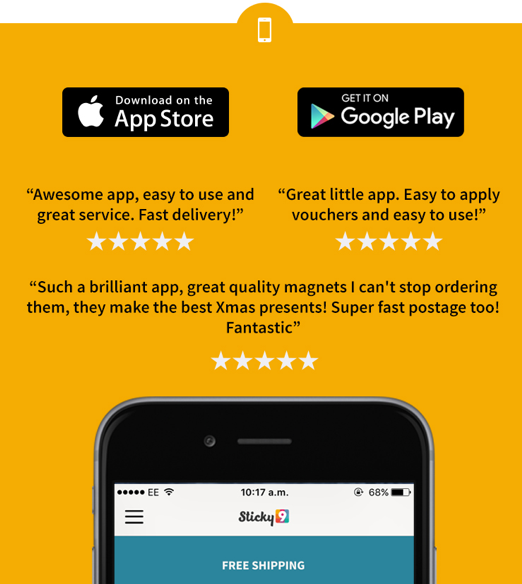 Download on the
App Store
GET IT ON
Google Play
“Awesome app, easy to use and
great service. Fast delivery!”
“Great little app. Easy to apply
vouchers and easy to use!”
“Such a brilliant app, great quality magnets I can't stop ordering
them, they make the best Xmas presents! Super fast postage too!
Fantastic”
EE 10:17 a.m. 68%
Sticky9
FREE SHIPPING